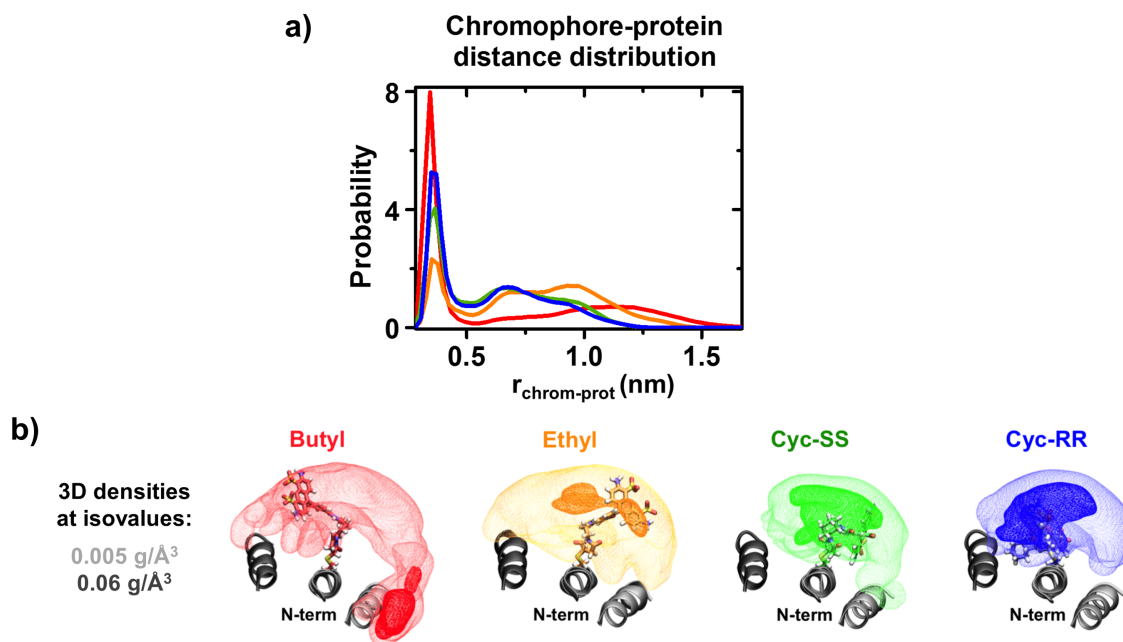 a)
Chromophore-protein
distance distribution
Probability
8
4
0
0.5
1.0
1.5
r_chrom-prot (nm)
b)
Butyl
Ethyl
Cyc-SS
Cyc-RR
3D densities
at isovalues:
0.005 g/Å³
0.06 g/Å³
N-term
N-term
N-term
N-term